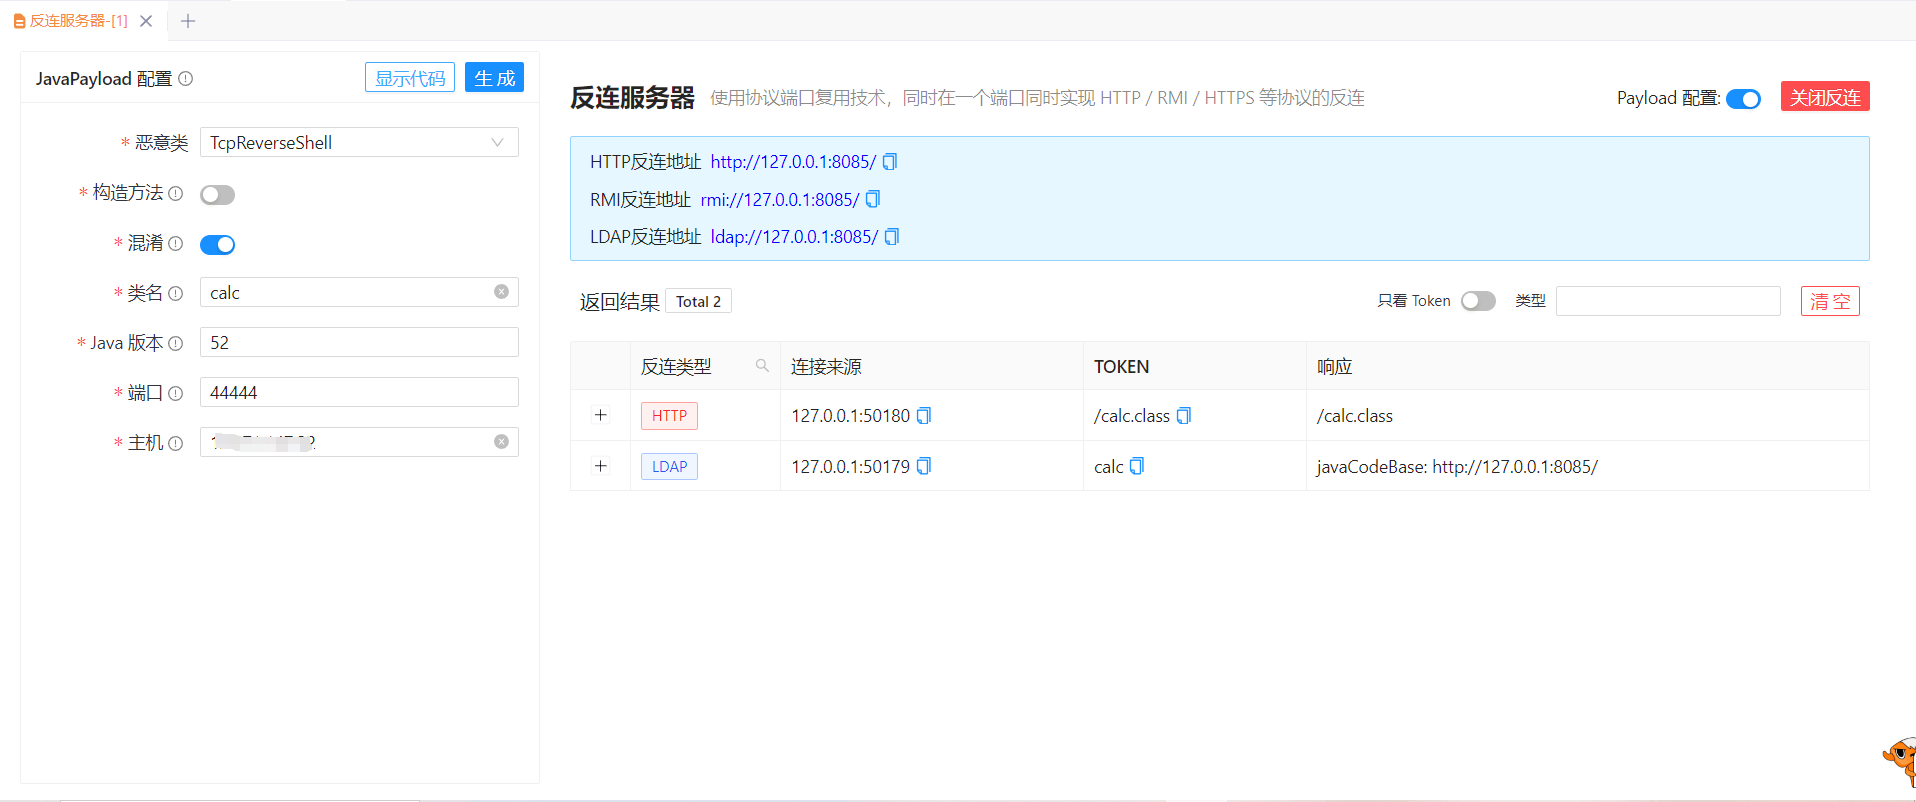 反连服务器-[1]
JavaPayload 配置
显示代码
生 成
* 恶意类
TcpReverseShell
* 构造方法
* 混淆
* 类名
calc
* Java 版本
52
* 端口
44444
* 主机
反连服务器
使用协议端口复用技术，同时在一个端口同时实现 HTTP / RMI / HTTPS 等协议的反连
Payload 配置:
关闭反连
HTTP反连地址 http://127.0.0.1:8085/
RMI反连地址 rmi://127.0.0.1:8085/
LDAP反连地址 ldap://127.0.0.1:8085/
返回结果 Total 2
只看 Token
类型
清 空
反连类型 连接来源 TOKEN 响应
HTTP 127.0.0.1:50180 /calc.class /calc.class
LDAP 127.0.0.1:50179 calc javaCodeBase: http://127.0.0.1:8085/